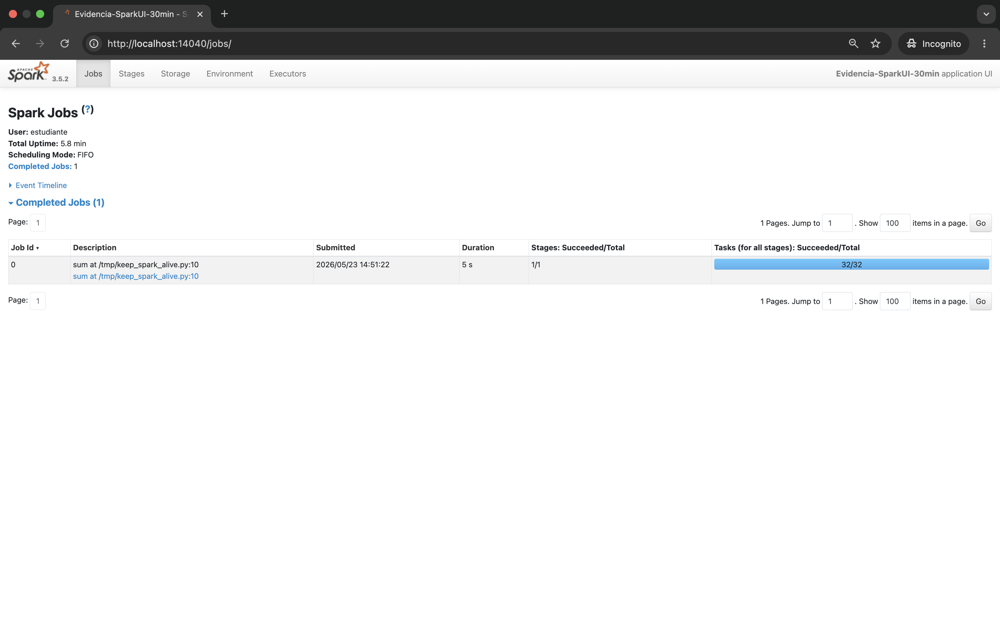 Evidencia-SparkUI-30min - S
http://localhost:14040/jobs/
Incognito
APACHE Spark 3.5.2 Jobs Stages Storage Environment Executors Evidencia-SparkUI-30min application UI
Spark Jobs (?)
User: estudiante
Total Uptime: 5.8 min
Scheduling Mode: FIFO
Completed Jobs: 1
Event Timeline
Completed Jobs (1)
Page: 1 1 Pages. Jump to 1 . Show 100 items in a page. Go
Job Id ▾ Description Submitted Duration Stages: Succeeded/Total Tasks (for all stages): Succeeded/Total
0 sum at /tmp/keep_spark_alive.py:10 2026/05/23 14:51:22 5 s 1/1 32/32
sum at /tmp/keep_spark_alive.py:10
Page: 1 1 Pages. Jump to 1 . Show 100 items in a page. Go